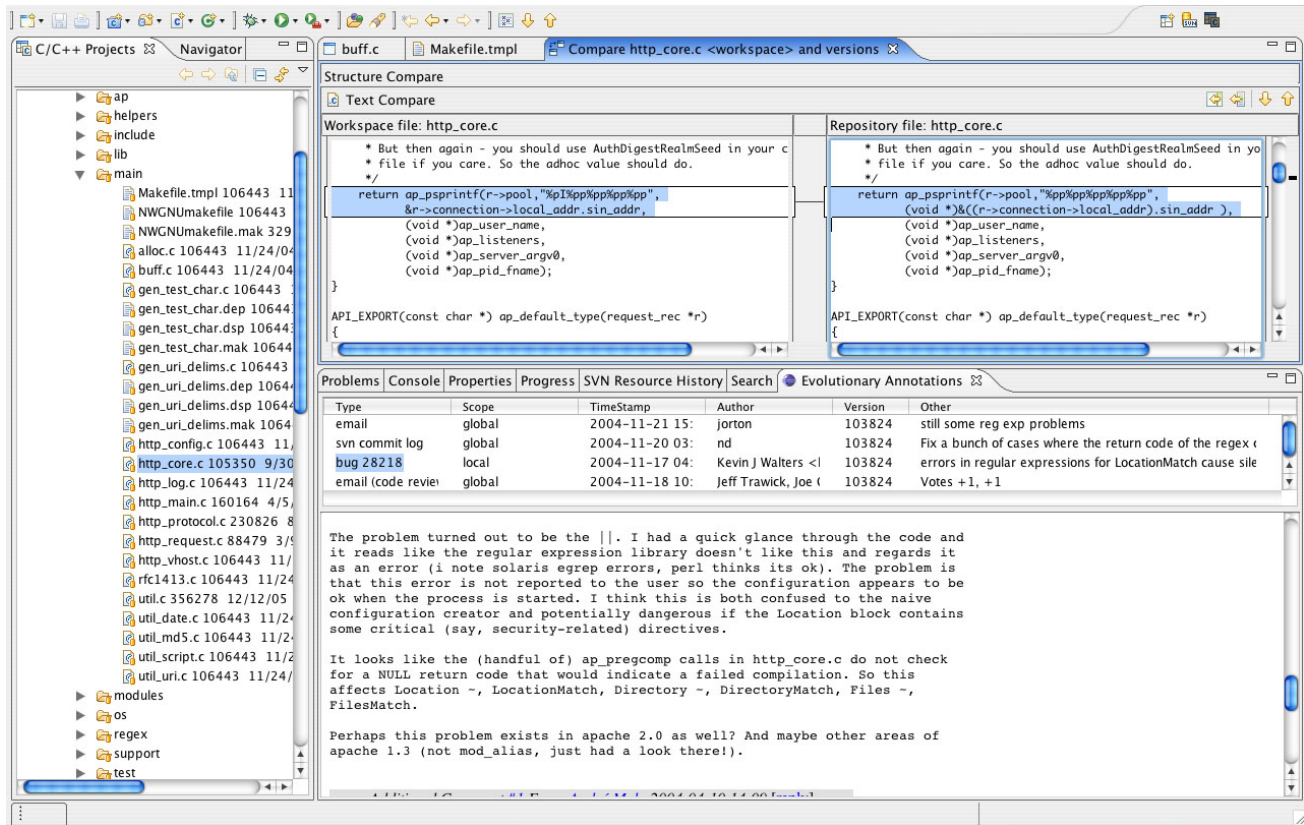 C/C++ Projects
Navigator
ap
helpers
include
lib
main
Makefile.tmpl 106443 11
NWGNUmakefile 106443
NWGNUmakefile.mak 329
alloc.c 106443 11/24/04
buff.c 106443 11/24/04
gen_test_char.c 106443
gen_test_char.dep 10644
gen_test_char.dsp 10644
gen_test_char.mak 10644
gen_uri_delims.c 106443
gen_uri_delims.dep 1064
gen_uri_delims.dsp 1064
gen_uri_delims.mak 1064
http_config.c 106443 11/
http_core.c 105350 9/30
http_log.c 106443 11/24
http_main.c 160164 4/5/
http_protocol.c 230826 8
http_request.c 88479 3/9
http_vhost.c 106443 11/
rfc1413.c 106443 11/24
util.c 356278 12/12/05
util_date.c 106443 11/24
util_md5.c 106443 11/24
util_script.c 106443 11/2
util_uri.c 106443 11/24/
modules
os
regex
support
test
buff.c
Makefile.tmpl
Compare http_core.c <workspace> and versions
Structure Compare
Text Compare
Workspace file: http_core.c
* But then again - you should use AuthDigestRealmSeed in your c
* file if you care. So the adhoc value should do.
*/
return ap_psprintf(r->pool,"%pI%pp%pp%pp%pp",
&r->connection->local_addr.sin_addr,
(void *)ap_user_name,
(void *)ap_listeners,
(void *)ap_server_argv0,
(void *)ap_pid_fname);
}
API_EXPORT(const char *) ap_default_type(request_rec *r)
{
Repository file: http_core.c
* But then again - you should use AuthDigestRealmSeed in yo
* file if you care. So the adhoc value should do.
*/
return ap_psprintf(r->pool,"%pp%pp%pp%pp%pp",
(void *)&((r->connection->local_addr).sin_addr ),
(void *)ap_user_name,
(void *)ap_listeners,
(void *)ap_server_argv0,
(void *)ap_pid_fname);
}
API_EXPORT(const char *) ap_default_type(request_rec *r)
{
Problems Console Properties Progress SVN Resource History Search Evolutionary Annotations
Type Scope TimeStamp Author Version Other
email global 2004-11-21 15: jorton 103824 still some reg exp problems
svn commit log global 2004-11-20 03: nd 103824 Fix a bunch of cases where the return code of the regex
bug 28218 local 2004-11-17 04: Kevin J Walters < 103824 errors in regular expressions for LocationMatch cause sile
email (code review global 2004-11-18 10: Jeff Trawick, Joe 103824 Votes +1, +1
The problem turned out to be the ||. I had a quick glance through the code and
it reads like the regular expression library doesn't like this and regards it
as an error (i note solaris egrep errors, perl thinks its ok). The problem is
that this error is not reported to the user so the configuration appears to be
ok when the process is started. I think this is both confused to the naive
configuration creator and potentially dangerous if the Location block contains
some critical (say, security-related) directives.
It looks like the (handful of) ap_pregcomp calls in http_core.c do not check
for a NULL return code that would indicate a failed compilation. So this
affects Location ~, LocationMatch, Directory ~, DirectoryMatch, Files ~,
FilesMatch.
Perhaps this problem exists in apache 2.0 as well? And maybe other areas of
apache 1.3 (not mod_alias, just had a look there!).